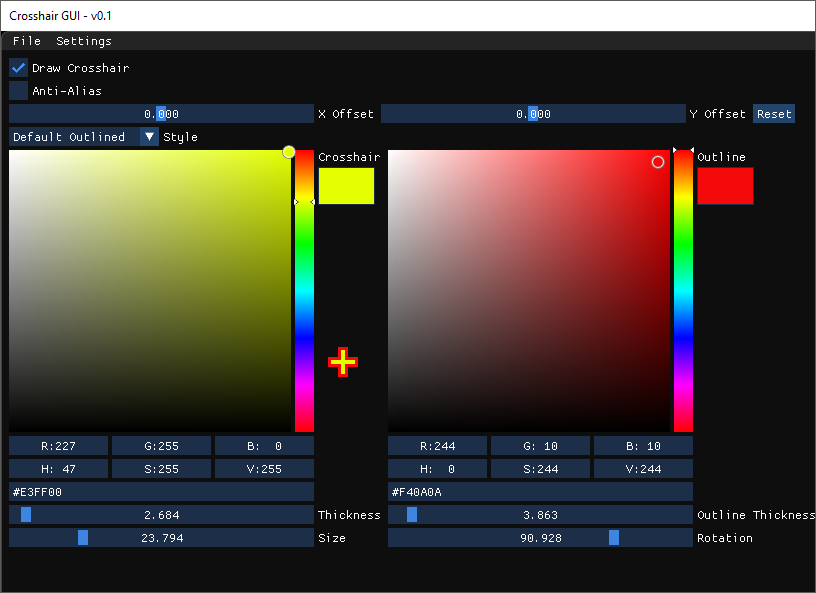 Crosshair GUI - v0.1
File Settings
Draw Crosshair
Anti-Alias
0.000 X Offset 0.000 Y Offset Reset
Default Outlined Style
Crosshair Outline
R:227 G:255 B: 0 R:244 G: 10 B: 10
H: 47 S:255 V:255 H: 0 S:244 V:244
#E3FF00 #F40A0A
2.684 Thickness 3.863 Outline Thickness
23.794 Size 90.928 Rotation